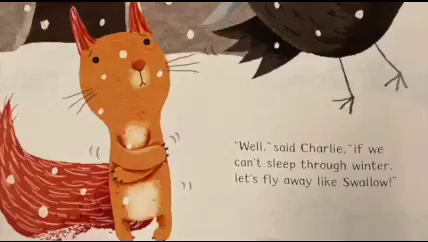 "Well," said Charlie, "if we
can't sleep through winter,
let's fly away like Swallow!"